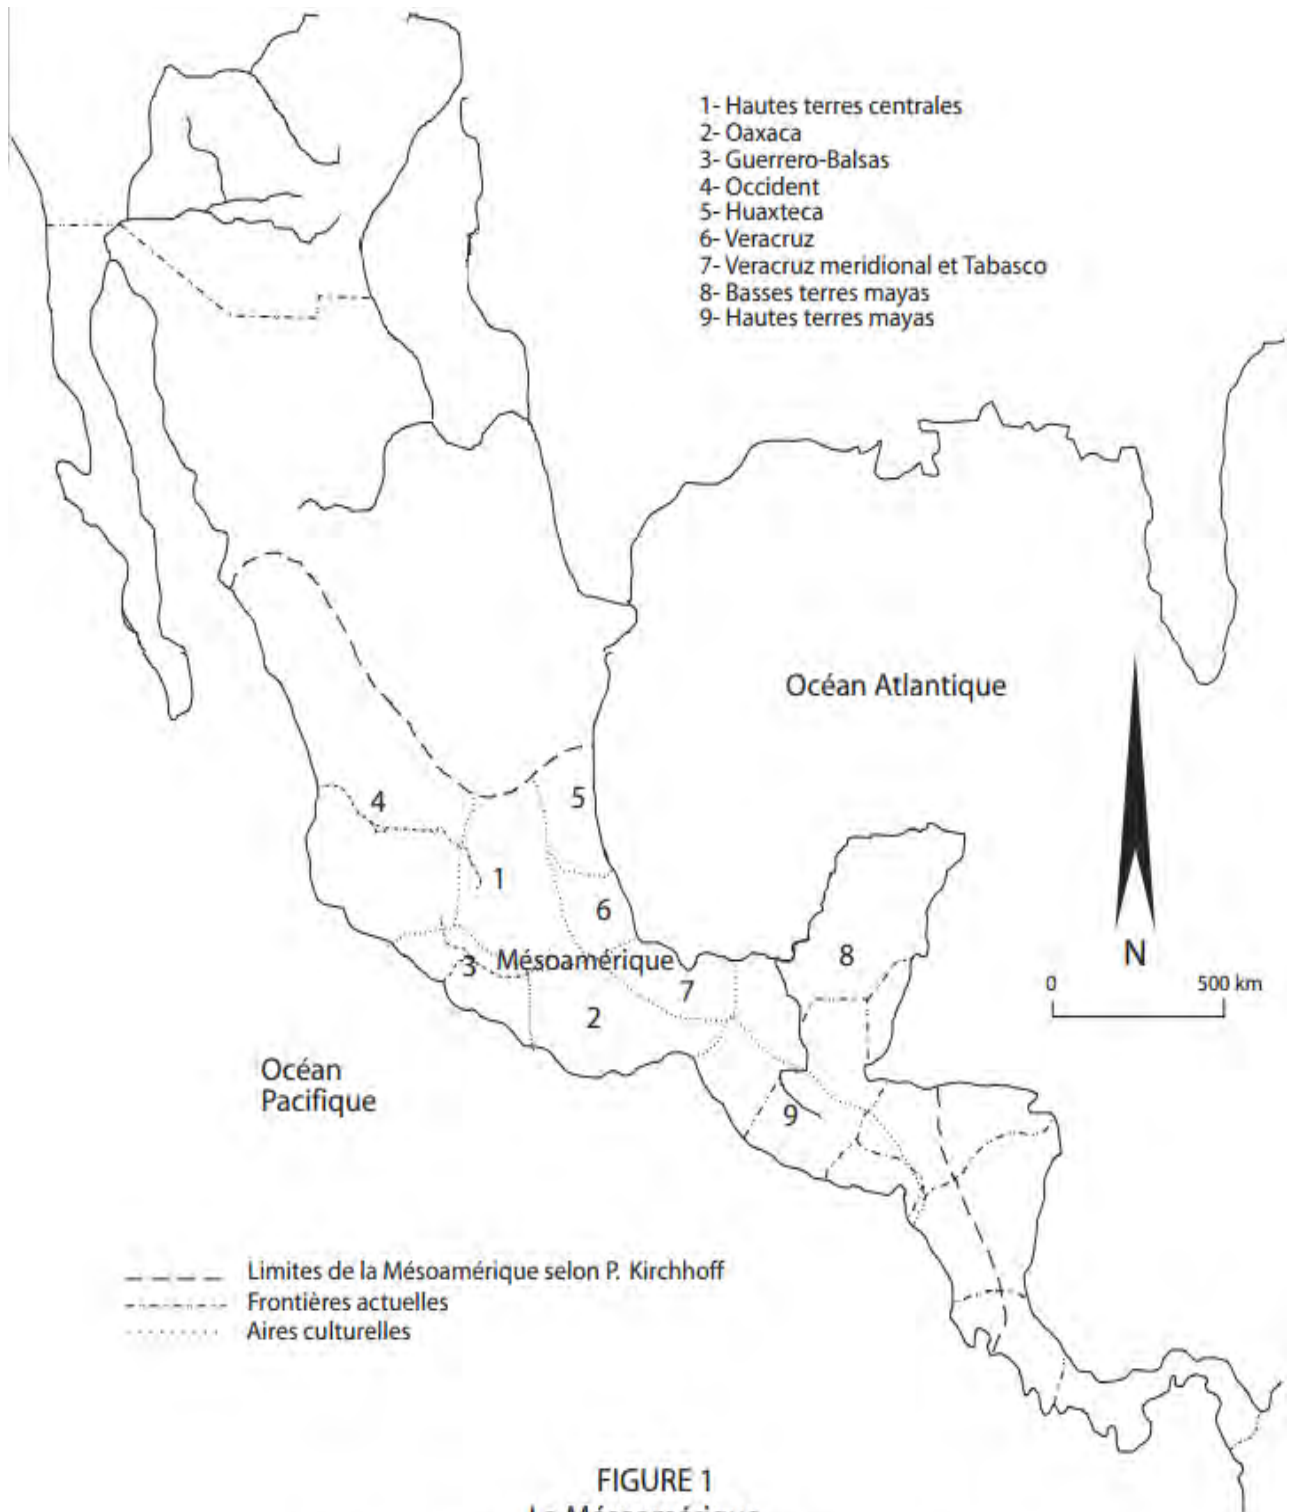 1- Hautes terres centrales
2- Oaxaca
3- Guerrero-Balsas
4- Occident
5- Huaxteca
6- Veracruz
7- Veracruz meridional et Tabasco
8- Basses terres mayas
9- Hautes terres mayas
Océan Atlantique
4
5
1
6
8
N
3
Mésoamérique
7
2
0
500 km
Océan
Pacifique
9
Limites de la Mésoamérique selon P. Kirchhoff
Frontières actuelles
Aires culturelles
FIGURE 1
La Mésoamérique